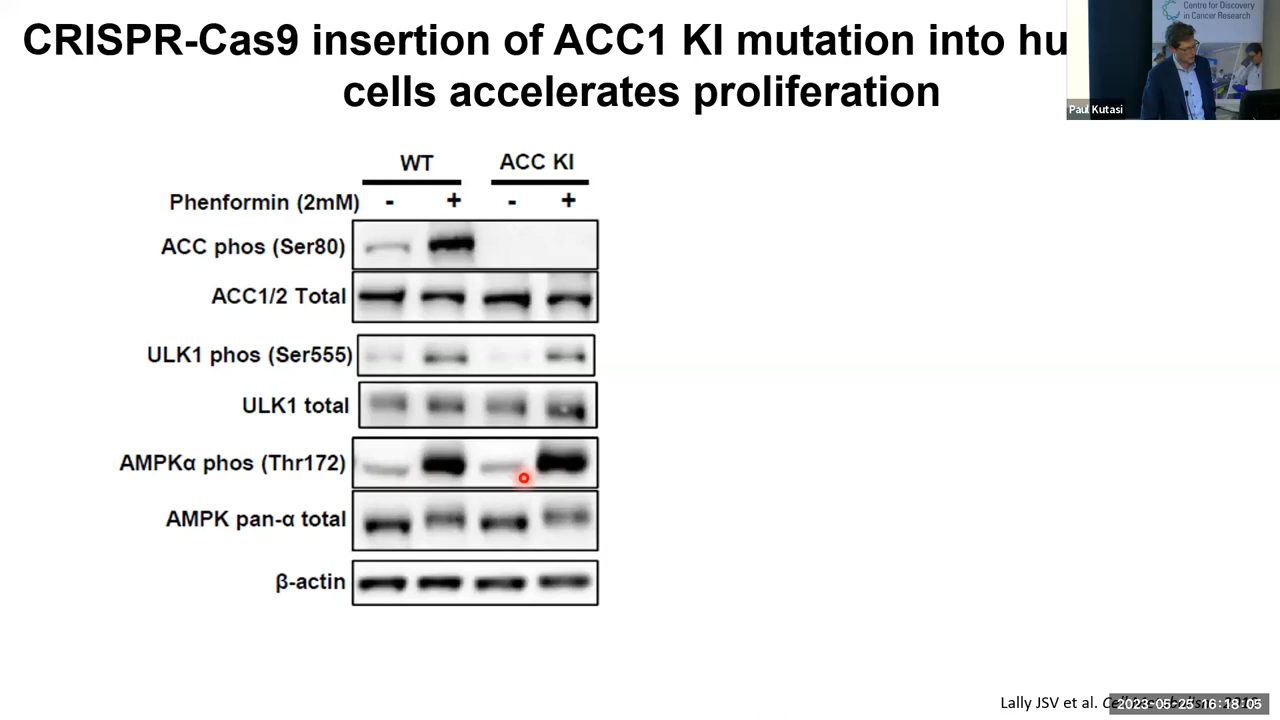 CRISPR-Cas9 insertion of ACC1 KI mutation into hu
cells accelerates proliferation
Centre for Discovery
in Cancer Research
Paul Kutasi
WT
ACC KI
Phenformin (2mM)
- + - +
ACC phos (Ser80)
ACC1/2 Total
ULK1 phos (Ser555)
ULK1 total
AMPKα phos (Thr172)
AMPK pan-α total
β-actin
Lally JSV et al.
2023-05-25 16:18:05